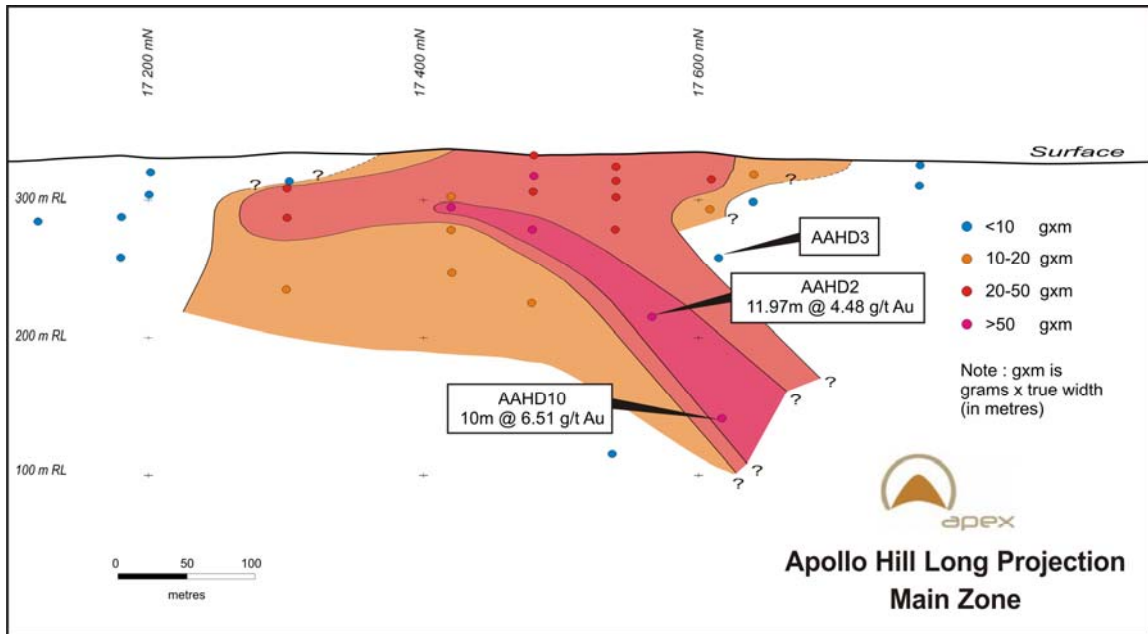 17 200 mN
17 400 mN
17 600 mN
Surface
300 m RL
200 m RL
100 m RL
?
?
?
?
?
?
?
?
AAHD3
AAHD2
11.97m @ 4.48 g/t Au
AAHD10
10m @ 6.51 g/t Au
<10 gxm
10-20 gxm
20-50 gxm
>50 gxm
Note : gxm is
grams x true width
(in metres)
0 50 100
metres
apex
Apollo Hill Long Projection
Main Zone